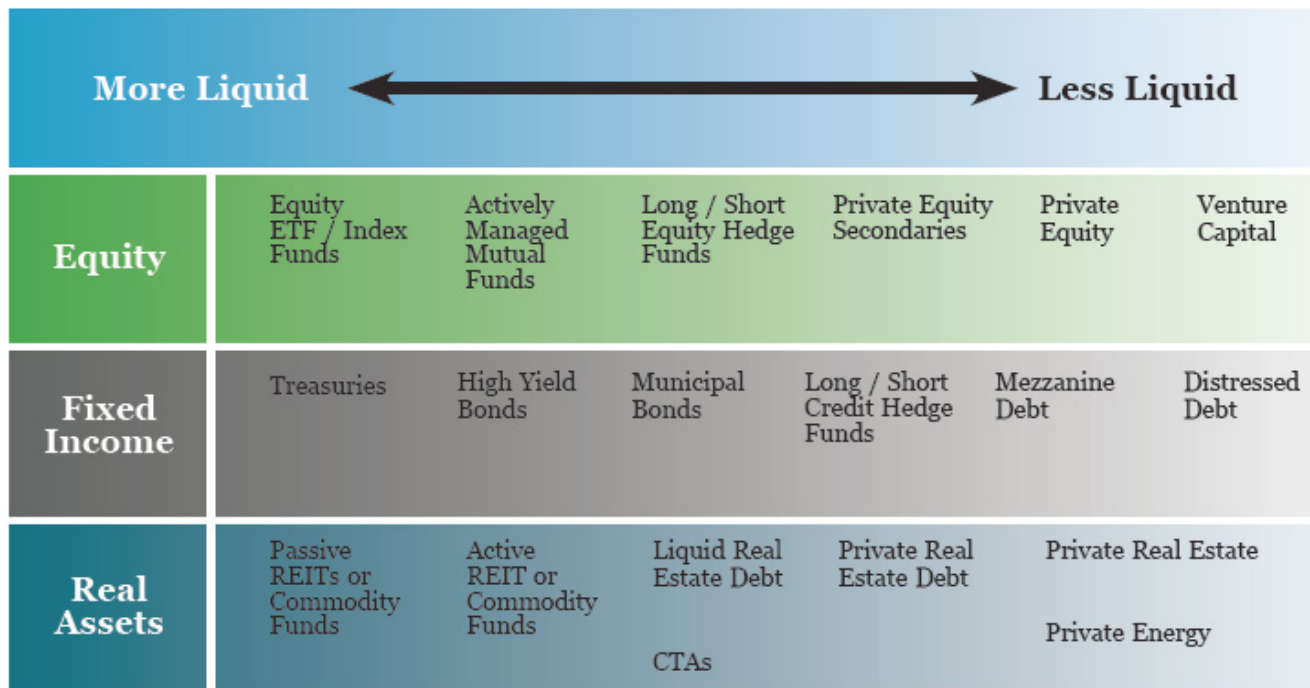 More Liquid
Less Liquid
Equity
Equity
ETF / Index
Funds
Actively
Managed
Mutual
Funds
Long / Short
Equity Hedge
Funds
Private Equity
Secondaries
Private
Equity
Venture
Capital
Fixed
Income
Treasuries
High Yield
Bonds
Municipal
Bonds
Long / Short
Credit Hedge
Funds
Mezzanine
Debt
Distressed
Debt
Real
Assets
Passive
REITs or
Commodity
Funds
Active
REIT or
Commodity
Funds
Liquid Real
Estate Debt
CTAs
Private Real
Estate Debt
Private Real Estate
Private Energy